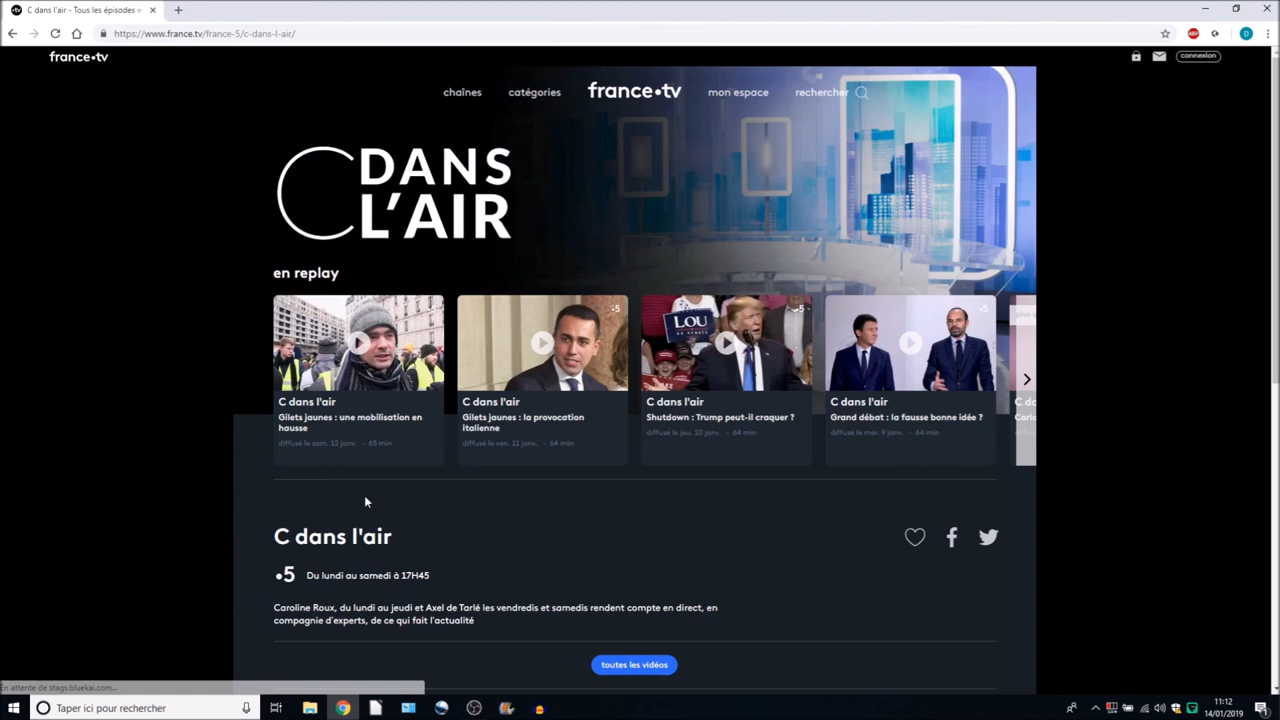 C dans l'air - Tous les épisodes e
https://www.france.tv/france-5/c-dans-l-air/
ABP
D
france•tv
connexion
chaînes
catégories
france•tv
mon espace
rechercher
C DANS
L'AIR
en replay
LOU
•5
•5
•5
C dans l'air
Gilets jaunes : une mobilisation en
hausse
diffusé le sam. 12 janv. - 65 min
C dans l'air
Gilets jaunes : la provocation
italienne
diffusé le ven. 11 janv. - 64 min
C dans l'air
Shutdown : Trump peut-il craquer ?
diffusé le jeu. 10 janv. - 64 min
C dans l'air
Grand débat : la fausse bonne idée ?
diffusé le mer. 9 janv. - 64 min
C dans l'air
•5 Du lundi au samedi à 17H45
Caroline Roux, du lundi au jeudi et Axel de Tarlé les vendredis et samedis rendent compte en direct, en
compagnie d'experts, de ce qui fait l'actualité
toutes les vidéos
En attente de stags.bluekai.com...
Taper ici pour rechercher
11:12
14/01/2019
1